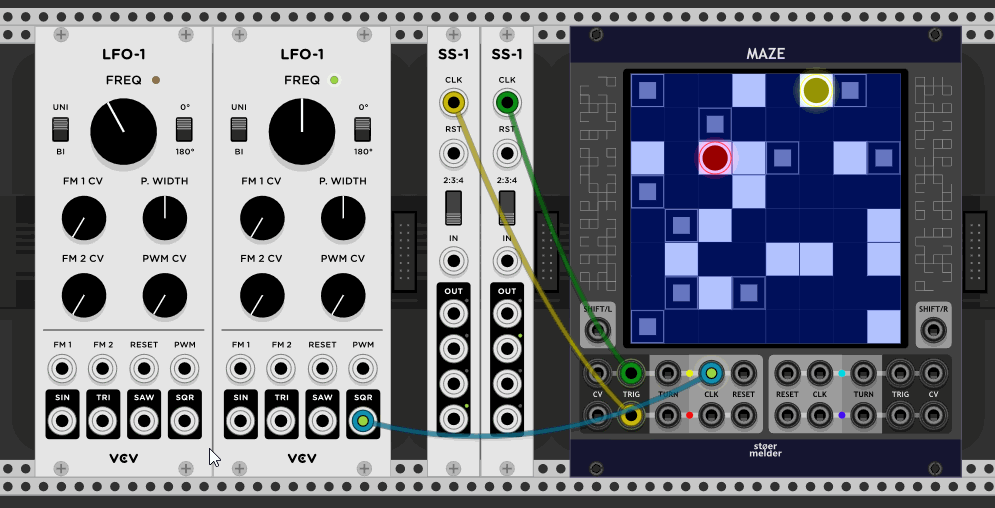 LFO-1
FREQ
UNI
0°
BI
180°
FM 1 CV
P. WIDTH
FM 2 CV
PWM CV
FM 1
FM 2
RESET
PWM
SIN
TRI
SAW
SQR
VCV
LFO-1
FREQ
UNI
0°
BI
180°
FM 1 CV
P. WIDTH
FM 2 CV
PWM CV
FM 1
FM 2
RESET
PWM
SIN
TRI
SAW
SQR
VCV
SS-1
CLK
RST
2:3:4
IN
OUT
SS-1
CLK
RST
2:3:4
IN
OUT
MAZE
SHIFT/L
SHIFT/R
CV
TRIG
TURN
CLK
RESET
RESET
CLK
TURN
TRIG
CV
støer
melder